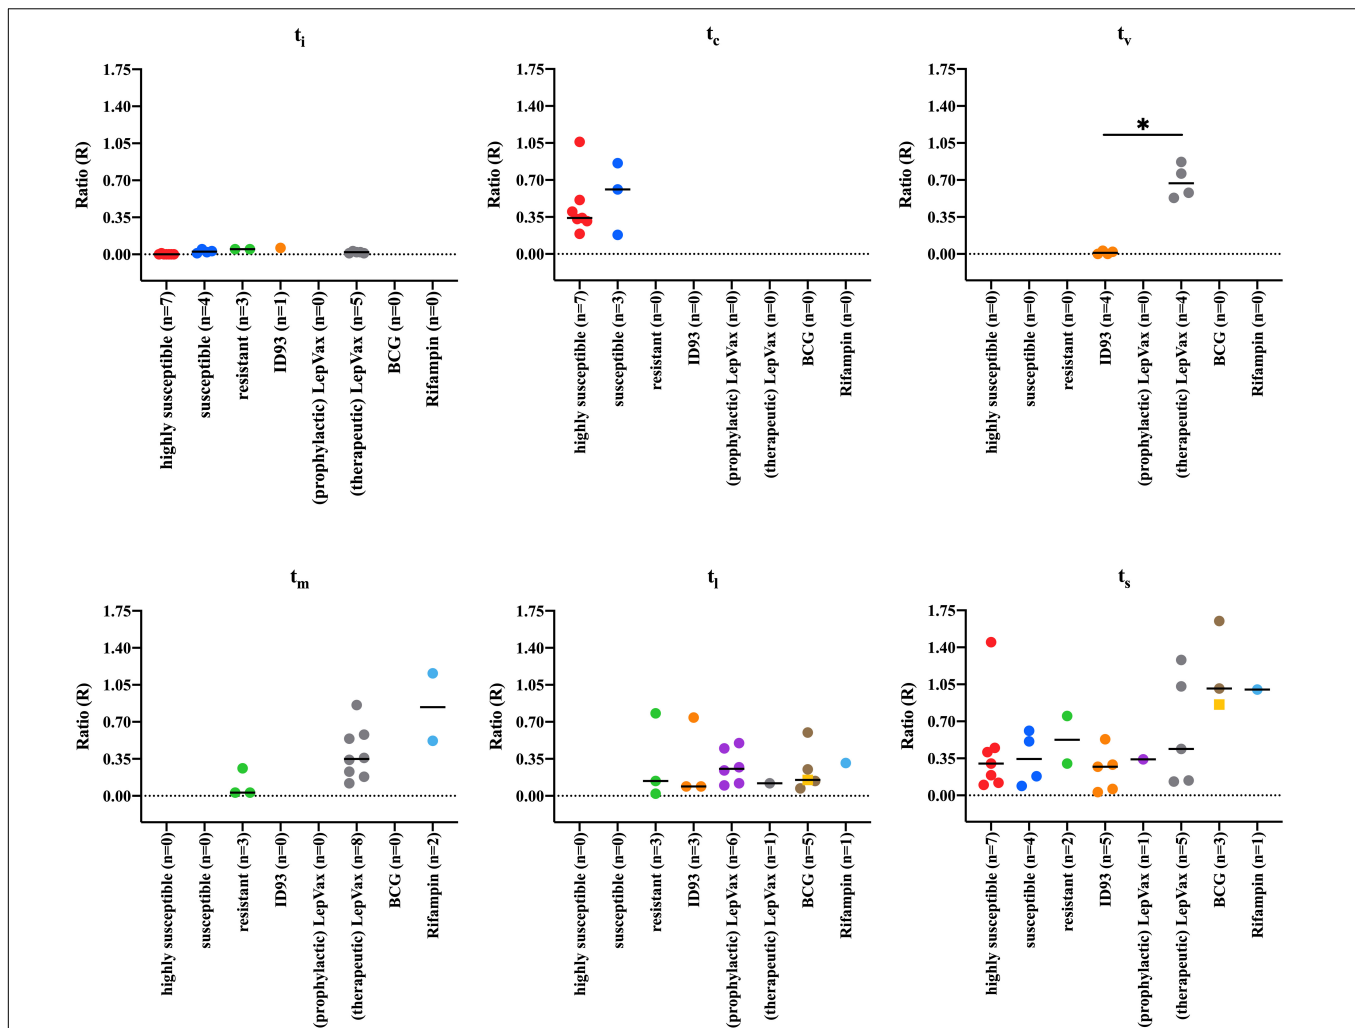 ti
Ratio (R)
1.75
1.40
1.05
0.70
0.35
0.00
highly susceptible (n=7)
susceptible (n=4)
resistant (n=3)
ID93 (n=1)
(prophylactic) LepVax (n=0)
(therapeutic) LepVax (n=5)
BCG (n=0)
Rifampin (n=0)
tc
Ratio (R)
1.75
1.40
1.05
0.70
0.35
0.00
highly susceptible (n=7)
susceptible (n=3)
resistant (n=0)
ID93 (n=0)
(prophylactic) LepVax (n=0)
(therapeutic) LepVax (n=0)
BCG (n=0)
Rifampin (n=0)
tv
Ratio (R)
1.75
1.40
1.05
0.70
0.35
0.00
*
highly susceptible (n=0)
susceptible (n=0)
resistant (n=0)
ID93 (n=4)
(prophylactic) LepVax (n=0)
(therapeutic) LepVax (n=4)
BCG (n=0)
Rifampin (n=0)
tm
Ratio (R)
1.75
1.40
1.05
0.70
0.35
0.00
highly susceptible (n=0)
susceptible (n=0)
resistant (n=3)
ID93 (n=0)
(prophylactic) LepVax (n=0)
(therapeutic) LepVax (n=8)
BCG (n=0)
Rifampin (n=2)
tl
Ratio (R)
1.75
1.40
1.05
0.70
0.35
0.00
highly susceptible (n=0)
susceptible (n=0)
resistant (n=3)
ID93 (n=3)
(prophylactic) LepVax (n=6)
(therapeutic) LepVax (n=1)
BCG (n=5)
Rifampin (n=1)
ts
Ratio (R)
1.75
1.40
1.05
0.70
0.35
0.00
highly susceptible (n=7)
susceptible (n=4)
resistant (n=2)
ID93 (n=5)
(prophylactic) LepVax (n=1)
(therapeutic) LepVax (n=5)
BCG (n=3)
Rifampin (n=1)